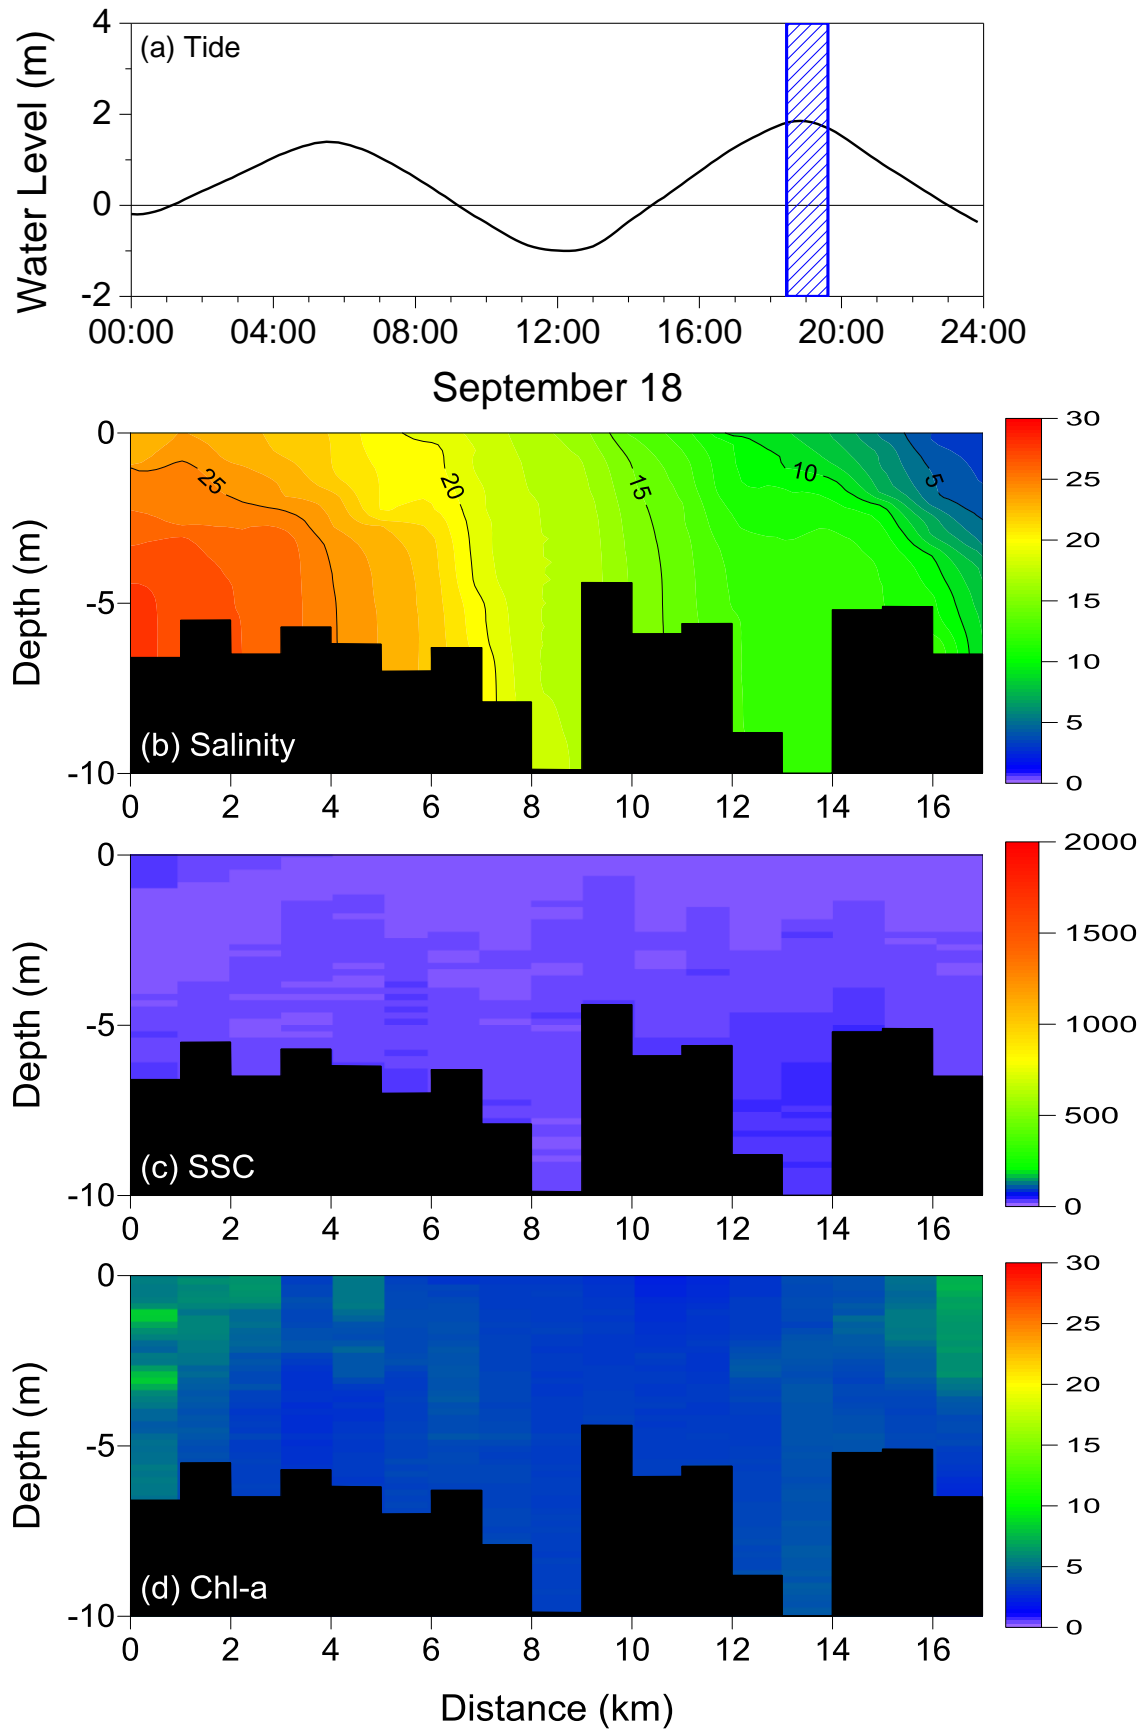 (a) Tide
Water Level (m)
4
2
0
-2
00:00 04:00 08:00 12:00 16:00 20:00 24:00
September 18
Depth (m)
0
-5
-10
25
20
15
10
5
(b) Salinity
0 2 4 6 8 10 12 14 16
30
25
20
15
10
5
0
Depth (m)
0
-5
-10
(c) SSC
0 2 4 6 8 10 12 14 16
2000
1500
1000
500
0
Depth (m)
0
-5
-10
(d) Chl-a
0 2 4 6 8 10 12 14 16
30
25
20
15
10
5
0
Distance (km)